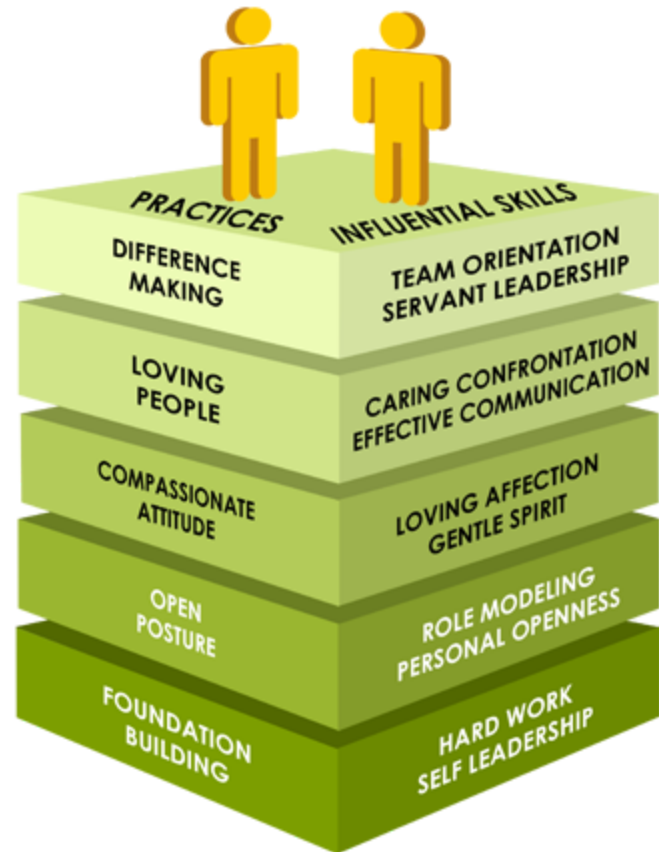 PRACTICES
INFLUENTIAL SKILLS
DIFFERENCE
MAKING
TEAM ORIENTATION
SERVANT LEADERSHIP
LOVING
PEOPLE
CARING CONFRONTATION
EFFECTIVE COMMUNICATION
COMPASSIONATE
ATTITUDE
LOVING AFFECTION
GENTLE SPIRIT
OPEN
POSTURE
ROLE MODELING
PERSONAL OPENNESS
FOUNDATION
BUILDING
HARD WORK
SELF LEADERSHIP